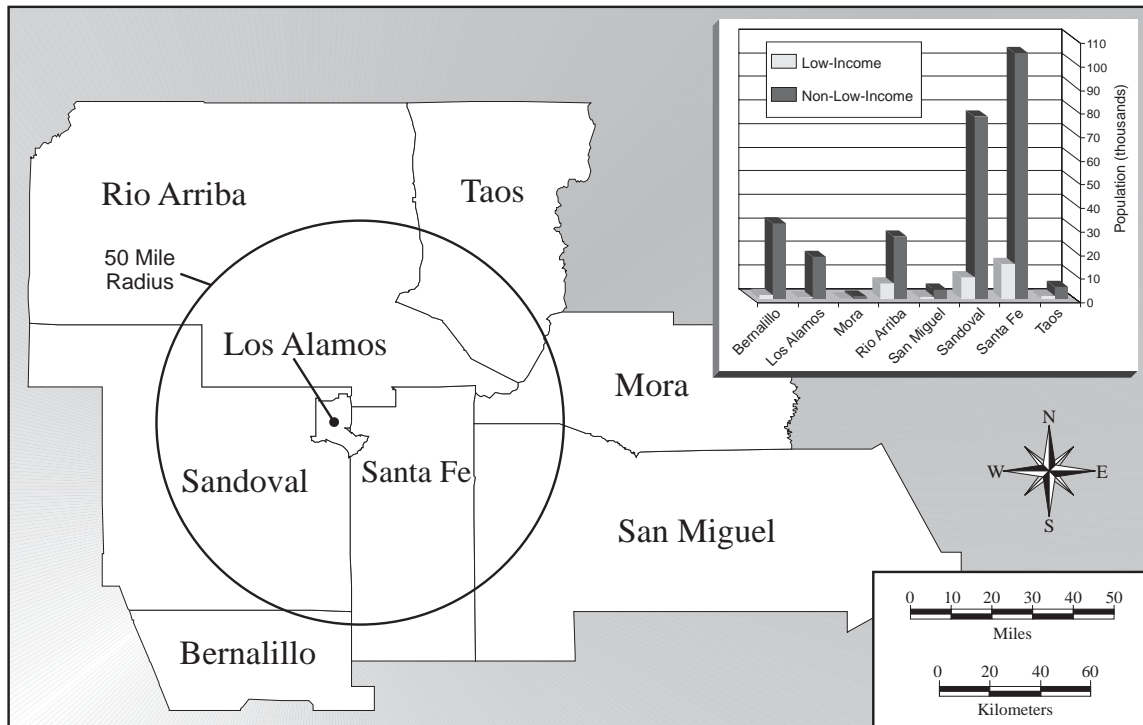 Rio Arriba
Taos
50 Mile
Radius
Los Alamos
Mora
Sandoval
Santa Fe
San Miguel
Bernalillo
Low-Income
Non-Low-Income
110
100
90
80
70
60
50
40
30
20
10
0
Population (thousands)
Bernalillo
Los Alamos
Mora
Rio Arriba
San Miguel
Sandoval
Santa Fe
Taos
N
W E
S
0 10 20 30 40 50
Miles
0 20 40 60
Kilometers